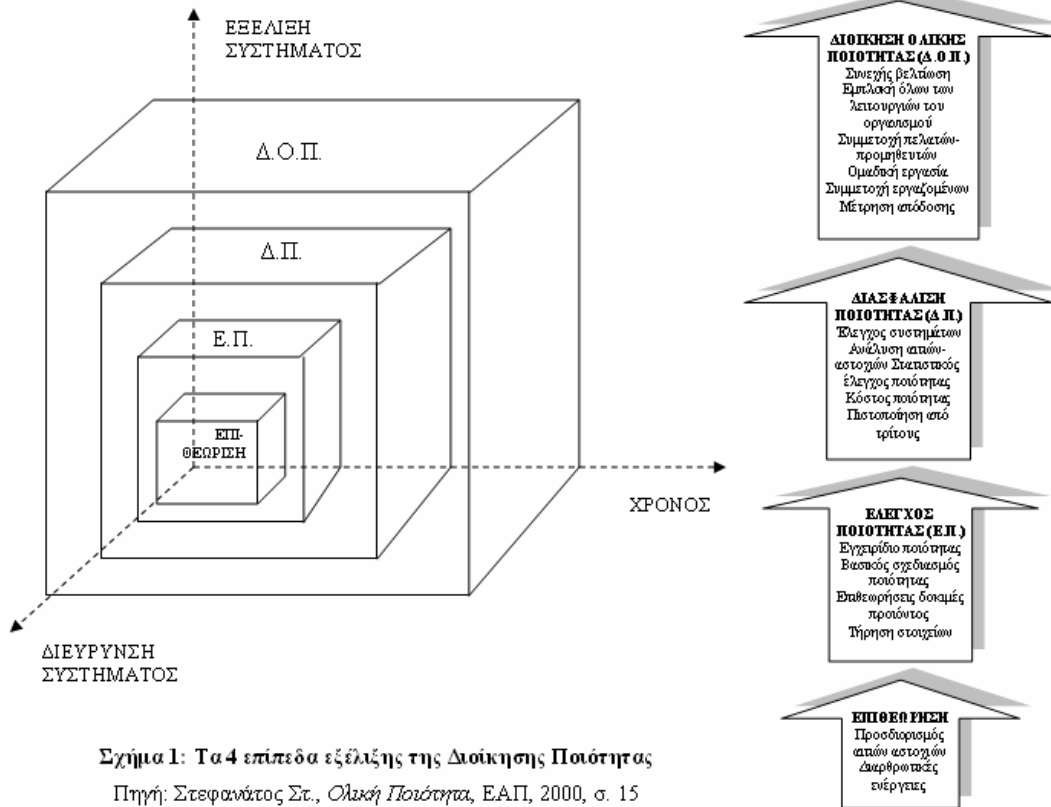 ΕΞΕΛΙΞΗ
ΣΥΣΤΗΜΑΤΟΣ
Δ.Ο.Π.
Δ.Π.
Ε.Π.
ΕΠΙ-
ΘΕΩΡΙΣΗ
ΧΡΟΝΟΣ
ΔΙΕΥΡΥΝΣΗ
ΣΥΣΤΗΜΑΤΟΣ
ΔΙΟΙΚΗΣΗ ΟΛΙΚΗΣ
ΠΟΙΟΤΗΤΑΣ (Δ.Ο.Π.)
Συνεχής βελτίωση
Εμπλοκή όλων των
λειτουργιών του
οργανισμού
Συμμετοχή πελατών-
προμηθευτών
Ομαδική εργασία
Συμμετοχή εργαζομένων
Μέτρηση απόδοσης
ΔΙΑΣΦΑΛΙΣΗ
ΠΟΙΟΤΗΤΑΣ (Δ.Π.)
Έλεγχος συστημάτων
Ανάλυση αιτιών-
αστοχιών Στατιστικός
έλεγχος ποιότητας
Κόστος ποιότητας
Πιστοποίηση από
τρίτους
ΕΛΕΓΧΟΣ
ΠΟΙΟΤΗΤΑΣ (Ε.Π.)
Εγχειρίδιο ποιότητας
Βασικός σχεδιασμός
ποιότητας
Επιθεωρήσεις δοκιμές
προϊόντος
Τήρηση στοιχείων
ΕΠΙΘΕΩΡΗΣΗ
Προσδιορισμός
αιτιών αστοχιών
Διαρθρωτικές
ενέργειες
Σχήμα 1: Τα 4 επίπεδα εξέλιξης της Διοίκησης Ποιότητας
Πηγή: Στεφανάτος Στ., Ολική Ποιότητα, ΕΑΠ, 2000, σ. 15